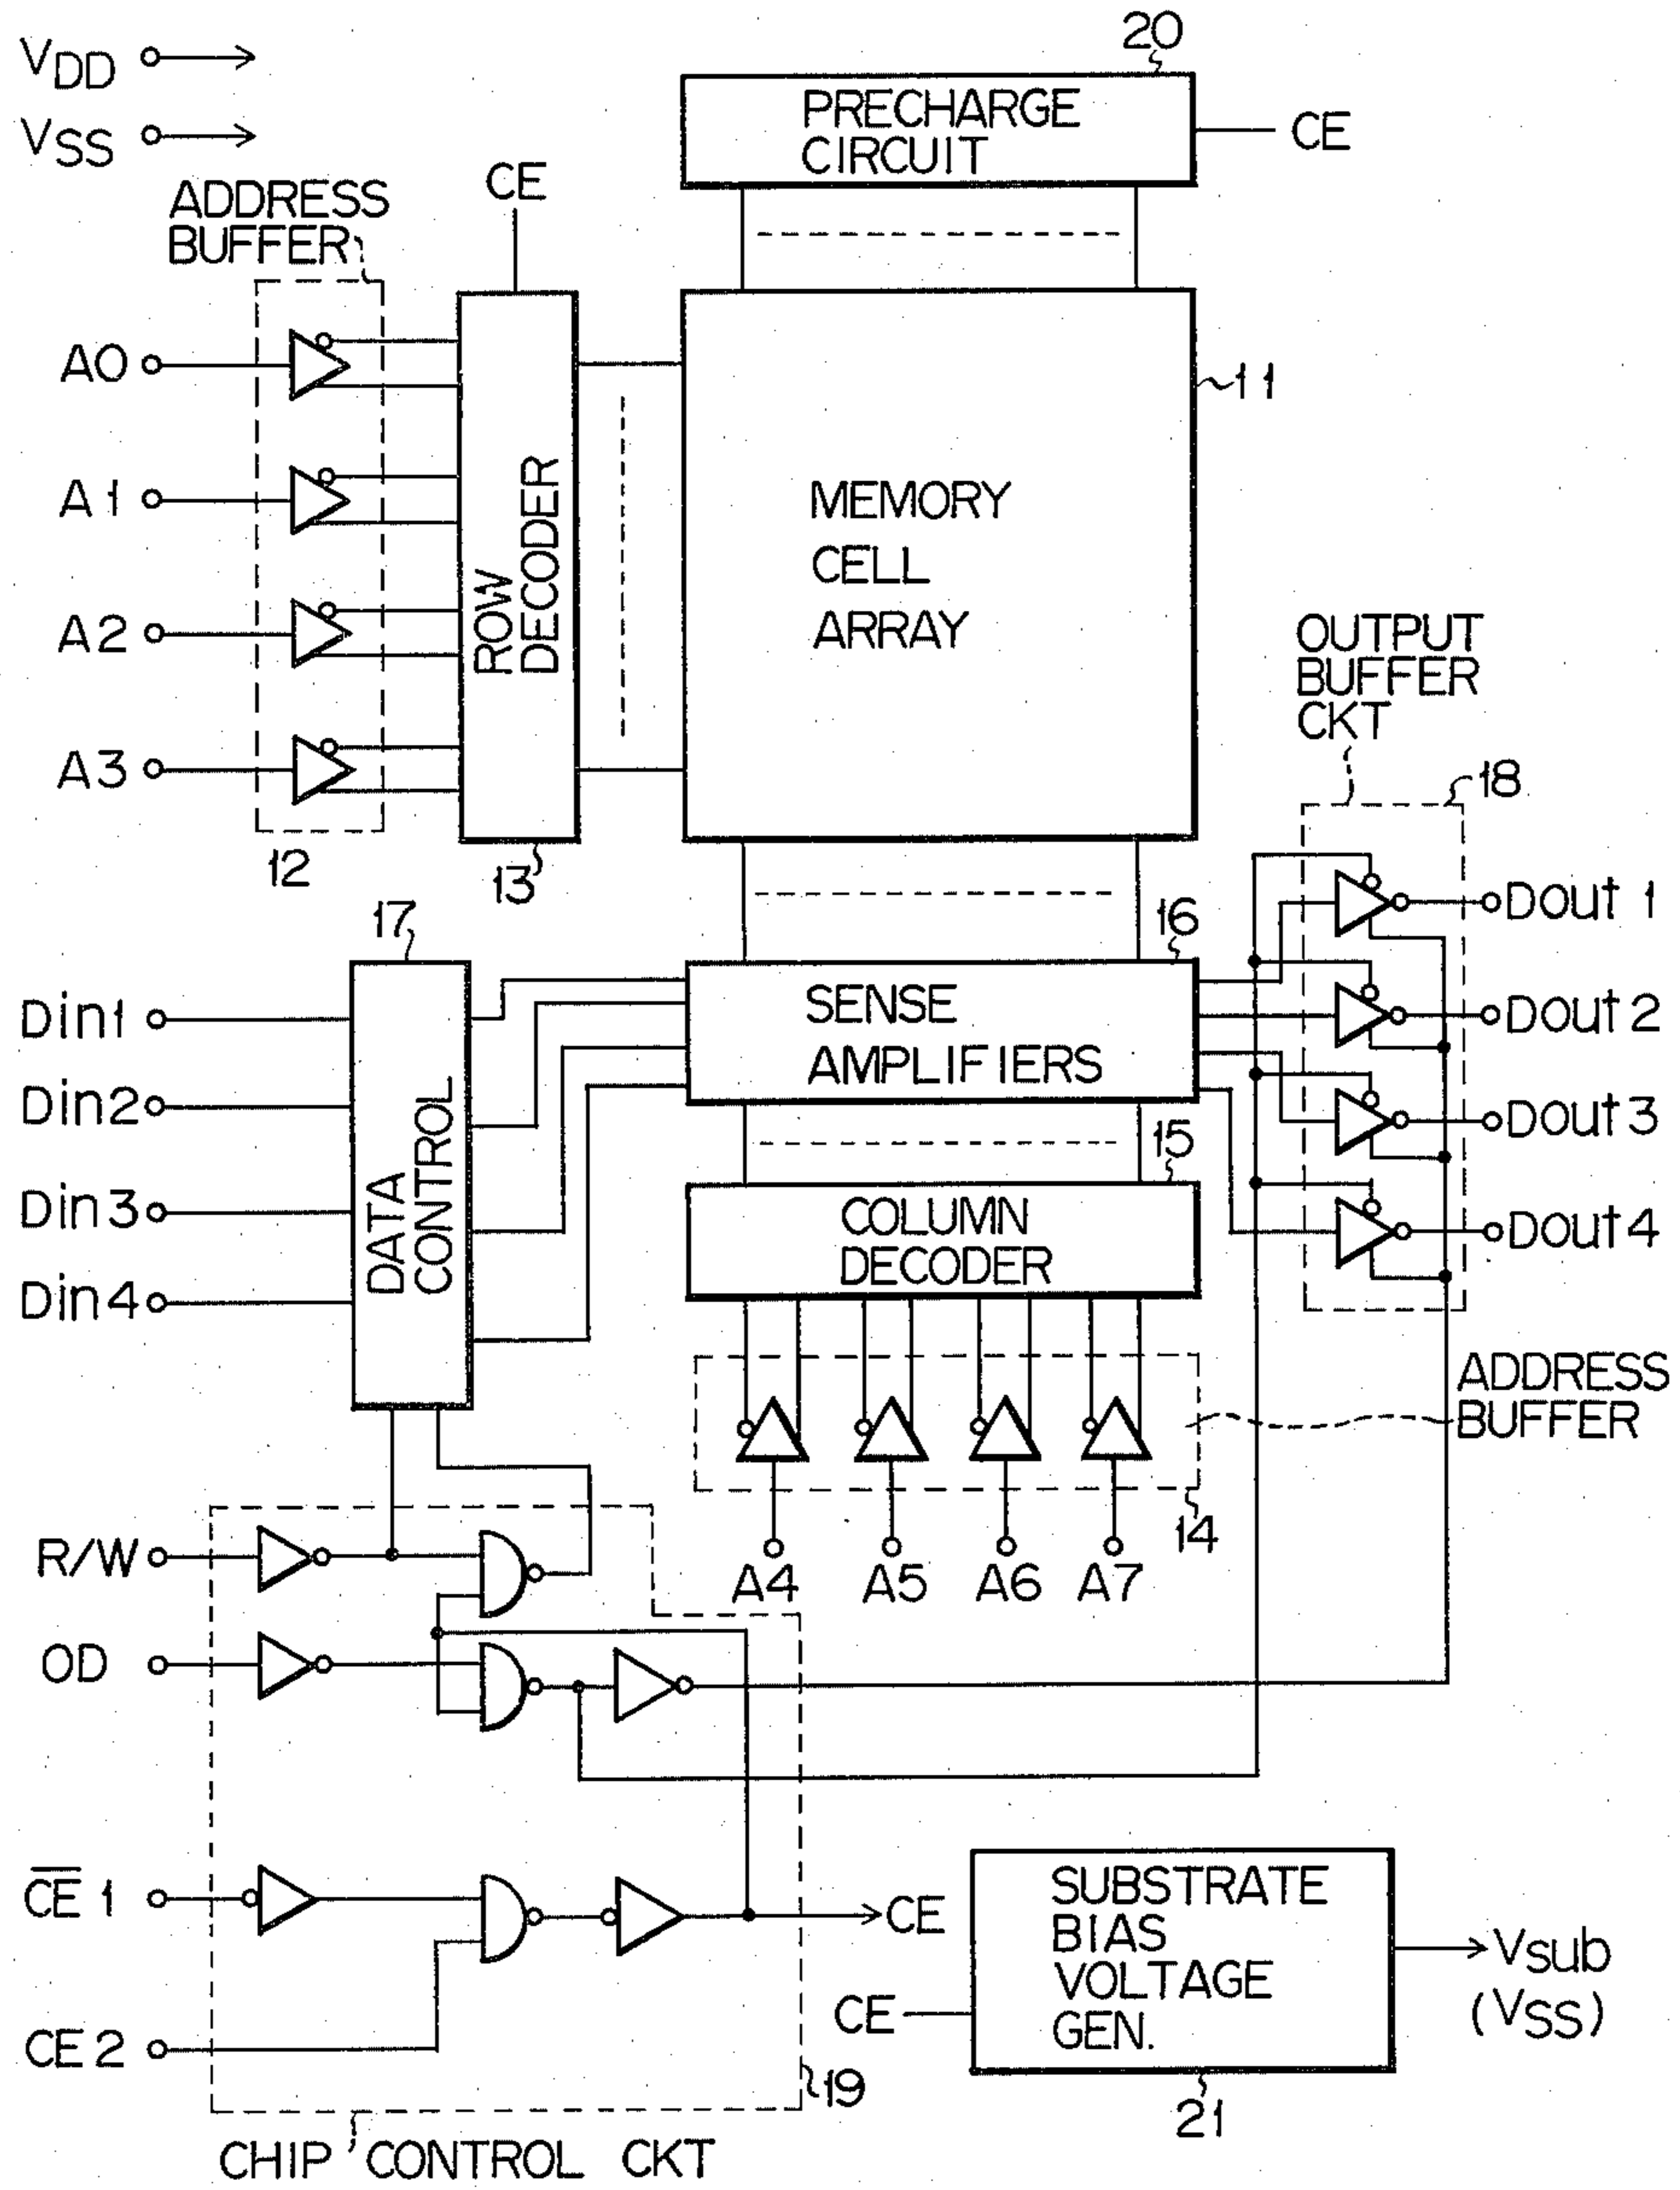 VDD
VSS
20
PRECHARGE
CIRCUIT
CE
CE
ADDRESS
BUFFER
A0
A1
A2
A3
12
ROW
DECODER
13
MEMORY
CELL
ARRAY
11
OUTPUT
BUFFER
CKT
18
Dout 1
Dout 2
Dout 3
Dout 4
17
Din1
Din2
Din3
Din4
DATA
CONTROL
16
SENSE
AMPLIFIERS
15
COLUMN
DECODER
ADDRESS
BUFFER
14
A4
A5
A6
A7
R/W
OD
C̅E̅ 1
CE 2
CE
19
CHIP CONTROL CKT
CE
SUBSTRATE
BIAS
VOLTAGE
GEN.
21
Vsub
(VSS)